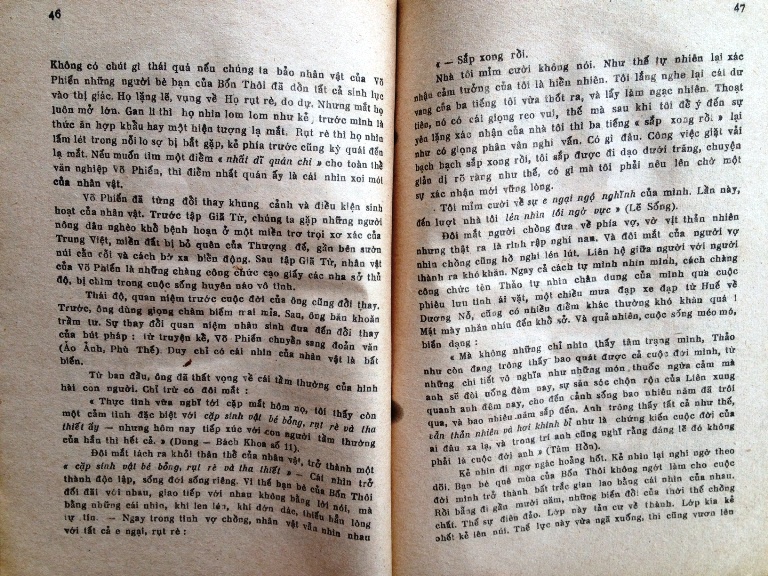 46
Không có chút gì thái quá nếu chúng ta bảo nhân vật của Võ
Phiến những người bé bạn của Bốn Thôi đã dồn tất cả sinh lực
vào thị giác. Họ lặng lẽ, vụng về Họ rụt rè, do dự. Nhưng mắt họ
luôn mở lớn. Gan lì thì họ nhìn lom lom như kẻ trước mình là
thức ăn hợp khẩu hay một hiện tượng lạ mắt. Rụt rè thì họ nhìn
lấm lét trong nỗi lo sợ bị bắt gặp, kẻ phía trước cũng kỳ quái đến
lạ mắt. Nếu muốn tìm một điểm « nhất dĩ quán chi » cho toàn thể
văn nghiệp Võ Phiến, thì điểm nhất quán ấy là cái nhìn xoi mói
của nhân vật.
Võ Phiến đã từng đổi thay khung cảnh và điều kiện sinh
hoạt của nhân vật. Trước tập Giã Từ, chúng ta gặp những người
nông dân nghèo khổ bệnh hoạn ở một miền trơ trọi xơ xác của
Trung Việt, miền đất bị bỏ quên của Thượng đế, gần bên sườn
núi cằn cỗi và cách bờ xa biển động. Sau tập Giã Từ, nhân vật
của Võ Phiến là những chàng công chức cạo giấy các nha sở thủ
đô, bị chìm trong cuộc sống huyên náo vô tình.
Thái độ, quan niệm trước cuộc đời của ông cũng đổi thay.
Trước, ông dùng giọng châm biếm mai mỉa. Sau, ông băn khoăn
trầm tư. Sự thay đổi quan niệm nhân sinh đưa đến đổi thay
của bút pháp : từ truyện kể, Võ Phiến chuyển sang đoản văn
(Ảo Ảnh, Phù Thế). Duy chỉ có cái nhìn của nhân vật là bất
biến.
Từ ban đầu, ông đã thất vọng về cái tầm thường của hình
hài con người. Chỉ trừ có đôi mắt :
« Thực tình vừa nghĩ tới cặp mắt hôm nọ, tôi thấy còn
một cảm tình đặc biệt với cặp sinh vật bé bỏng, rụt rè và tha
thiết ấy — nhưng hôm nay tiếp xúc với con người tầm thường
của hắn thì hết cả. » (Dung — Bách Khoa số 11).
Đôi mắt tách ra khỏi thân thể của nhân vật, trở thành một
« cặp sinh vật bé bỏng, rụt rè và tha thiết » — Cái nhìn trở
thành độc lập, sống đời sống riêng. Vì thế bạn bé của Bốn Thôi
đối đãi với nhau, giao tiếp với nhau không bằng lời nói, mà
bằng những cái nhìn, khi len lén, khi đớn đác, thiếu hẳn lòng
tự tin. — Ngay trong tình vợ chồng, nhân vật vẫn nhìn nhau
với tất cả e ngại, rụt rè :
47
« — Sắp xong rồi.
Nhà tôi mỉm cười không nói. Như thế tự nhiên lại xác
nhận cảm tưởng của tôi là hiển nhiên. Tôi lắng nghe lại cái dư
vang của ba tiếng tôi vừa thốt ra, và lấy làm ngạc nhiên. Thoạt
tiên, nó có cái giọng reo vui, thế mà sau khi tôi để ý đến sự
yên lặng xác nhận của nhà tôi thì ba tiếng « sắp xong rồi » lại
như có giọng phân vân nghi vấn. Có gì đâu. Công việc giặt vải
bạch bạch sắp xong rồi, tôi sắp được đi dạo dưới trăng, chuyện
giản dị rõ ràng như thế, có gì mà tôi phải nêu lên chờ một
sự xác nhận mới vững lòng.
Tôi mỉm cười về sự e ngại ngộ nghĩnh của mình. Lần này,
đến lượt nhà tôi lén nhìn tôi ngờ vực » (Lẽ Sống).
Đôi mắt người chồng đưa về phía vợ, vờ vịt thản nhiên
nhưng thật ra là rình rập nghi nan. Và đôi mắt của người vợ
nhìn chồng cũng hồ nghi lén lút. Liên hệ giữa người với người
thành ra khó khăn. Ngay cả cách tự mình nhìn mình, cách chàng
công chức tên Thảo tự nhìn chân dung của mình qua cuộc
phiêu lưu tình ái vặt, một chiều mưa đạp xe đạp từ Huế về
Dương Nỗ, cũng có nhiều điểm khác thường khó khăn quá !
Mặt mày nhăn nhíu đến khổ sở. Và quả nhiên, cuộc sống méo mó,
biến dạng :
« Mà không những chỉ nhìn thấy tâm trạng mình, Thảo
như còn đang trông thấy bao quát được cả cuộc đời mình, từ
những chi tiết vô nghĩa như những món thuốc ngừa cảm mà
anh sẽ đòi uống đêm nay, sự săn sóc chộn rộn của Liên xung
quanh anh đêm nay, cho đến cảnh sống bao nhiêu năm đã trôi
qua, và bao nhiêu năm sắp đến. Anh trông thấy tất cả như thế,
vẫn thản nhiên và hơi khinh bỉ như là chứng kiến cuộc đời của
ai đâu xa lạ, và trong trí anh cũng nghĩ rằng đáng lẽ đó không
phải là cuộc đời anh » (Tâm Hồn).
Kẻ nhìn đi ngơ ngác hoảng hốt. Kẻ nhìn lại nghi ngờ theo
dõi. Bạn bé quê mùa của Bốn Thôi không ngơi làm cho cuộc
đời mình trở thành bất trắc gian lao bằng cái nhìn của nhau.
Rồi bằng đi gần mười năm, những biến đổi của thời thế chồng
chất. Thế sự điên đảo. Lớp này tản cư về thành. Lớp kia kẻ
chết kẻ lên núi. Thế lực này vừa ngã xuống, thì cũng vươn lên